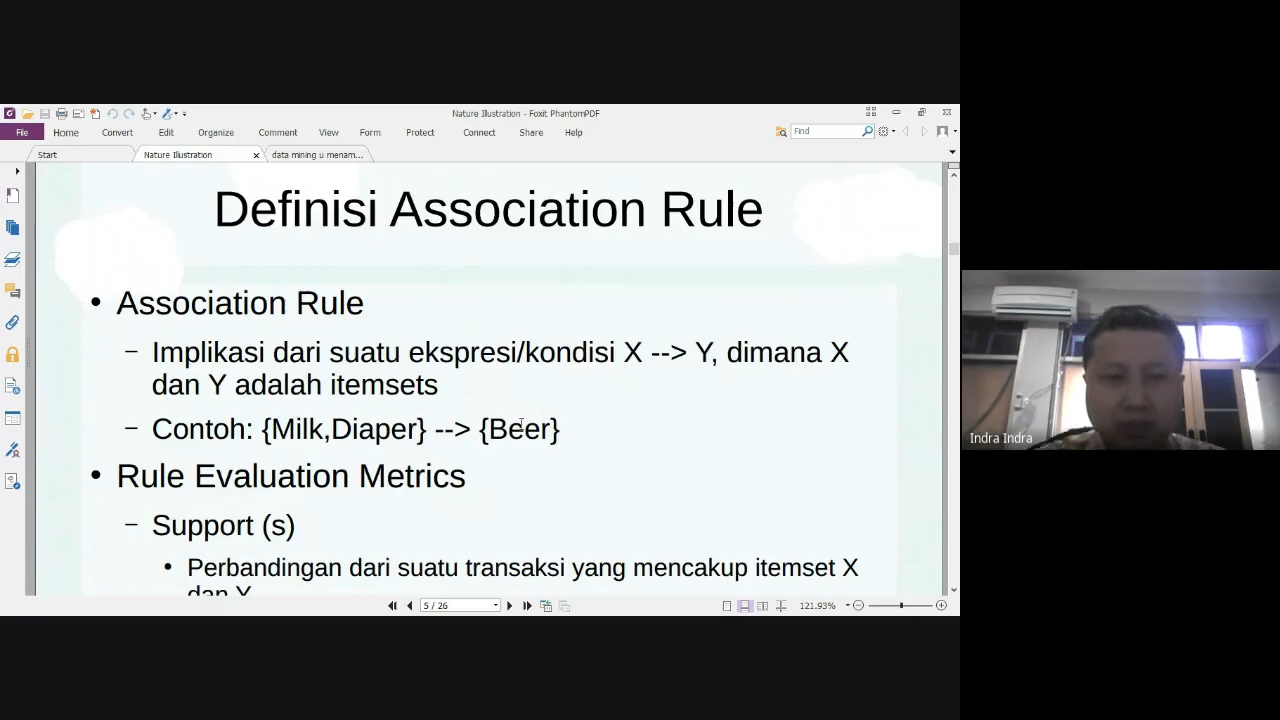 Nature Illustration - Foxit PhantomPDF
File Home Convert Edit Organize Comment View Form Protect Connect Share Help Find
Start Nature Illustration data mining u menam...
Definisi Association Rule
• Association Rule
– Implikasi dari suatu ekspresi/kondisi X --> Y, dimana X
dan Y adalah itemsets
– Contoh: {Milk,Diaper} --> {Beer}
• Rule Evaluation Metrics
– Support (s)
• Perbandingan dari suatu transaksi yang mencakup itemset X
dan Y
5 / 26
121.93%
Indra Indra